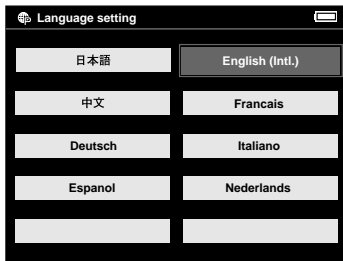 Language setting
日本語
English (Intl.)
中文
Francais
Deutsch
Italiano
Espanol
Nederlands